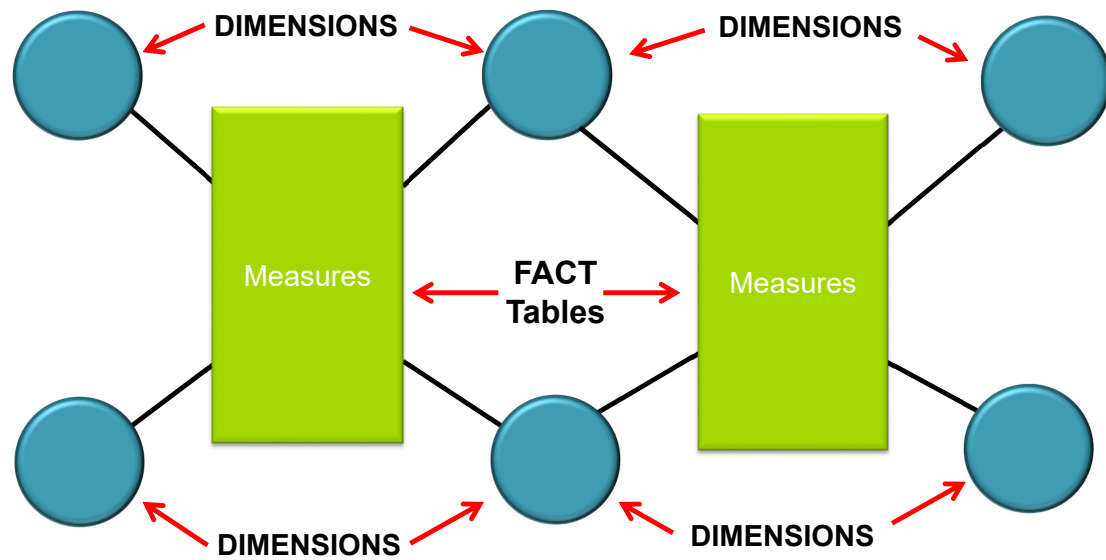 DIMENSIONS
DIMENSIONS
Measures
FACT
Tables
Measures
DIMENSIONS
DIMENSIONS